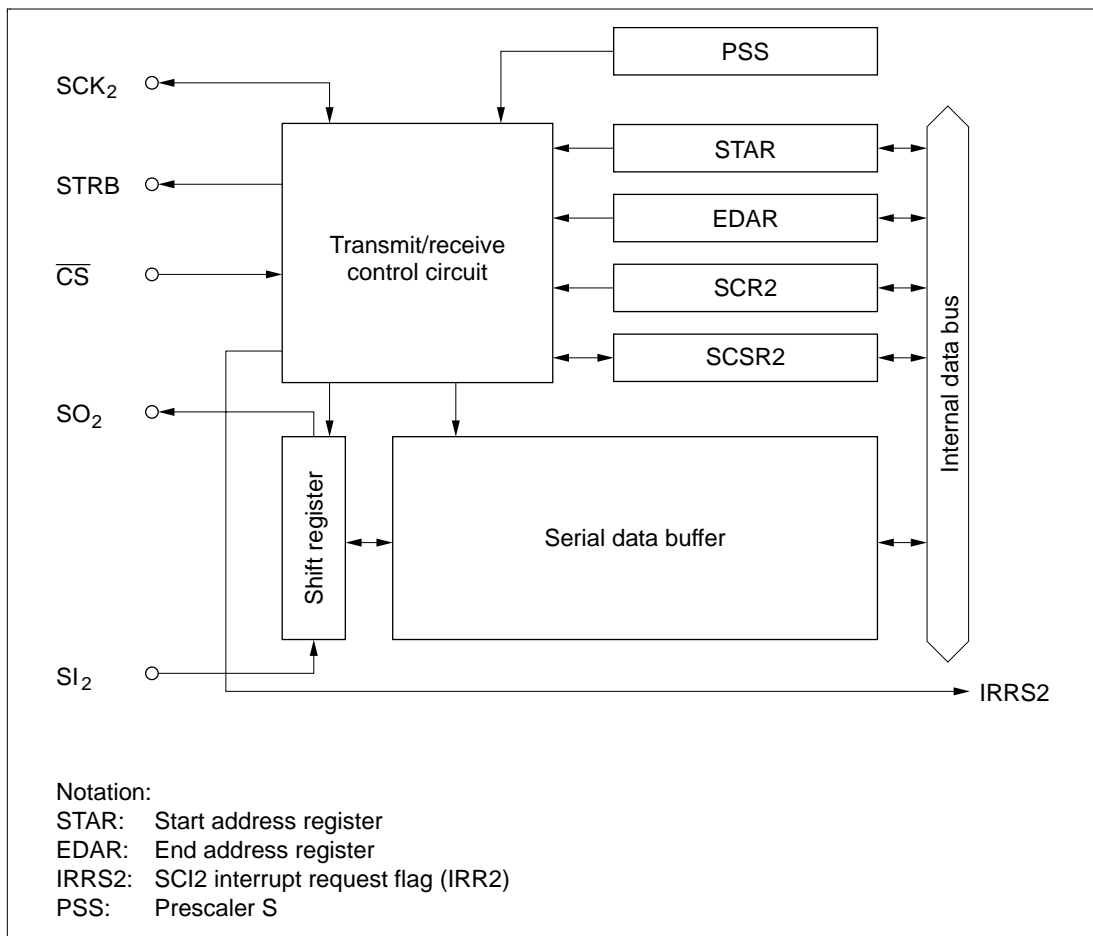 PSS
SCK2
STAR
STRB
EDAR
Transmit/receive
control circuit
CS
SCR2
SCSR2
SO2
Internal data bus
Shift register
Serial data buffer
SI2
IRRS2
Notation:
STAR: Start address register
EDAR: End address register
IRRS2: SCI2 interrupt request flag (IRR2)
PSS: Prescaler S